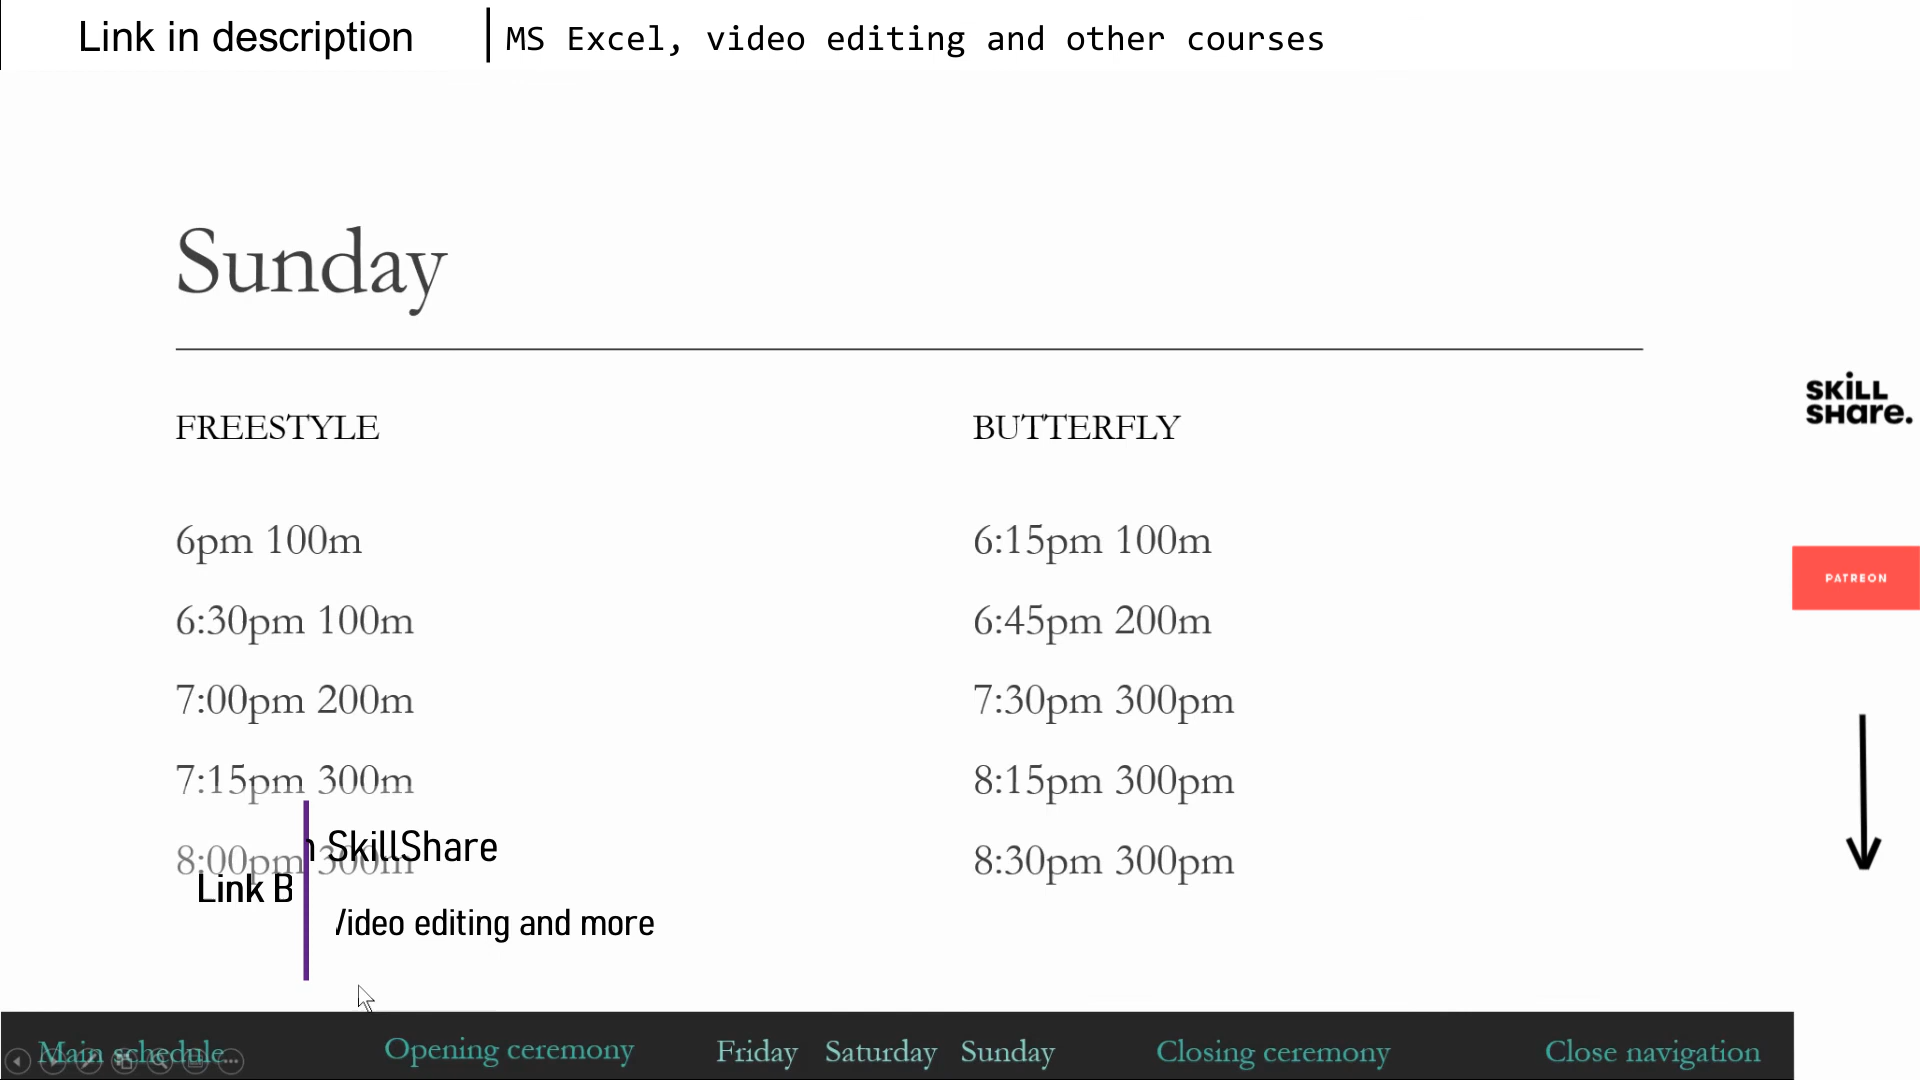 Link in description
MS Excel, video editing and other courses
Sunday
FREESTYLE
6pm 100m
6:30pm 100m
7:00pm 200m
7:15pm 300m
8:00pm 300m
BUTTERFLY
6:15pm 100m
6:45pm 200m
7:30pm 300pm
8:15pm 300pm
8:30pm 300pm
SKILL
SHARE.
PATREON
SkillShare
Link B
editing and more
Main schedule
Opening ceremony
Friday
Saturday
Sunday
Closing ceremony
Close navigation